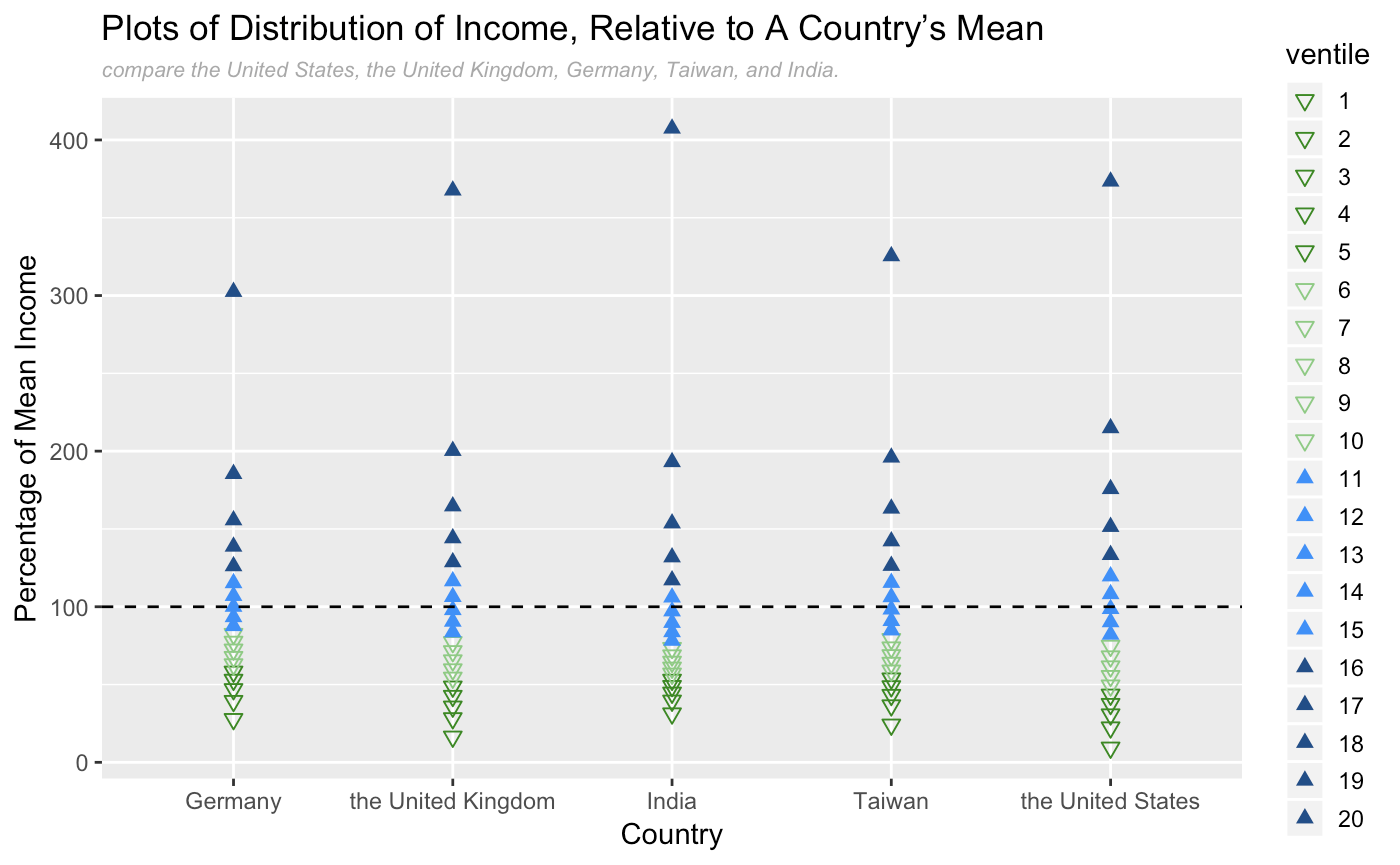 Plots of Distribution of Income, Relative to A Country’s Mean
compare the United States, the United Kingdom, Germany, Taiwan, and India.
Percentage of Mean Income
400
300
200
100
0
Germany
the United Kingdom
India
Taiwan
the United States
Country
ventile
1
2
3
4
5
6
7
8
9
10
11
12
13
14
15
16
17
18
19
20